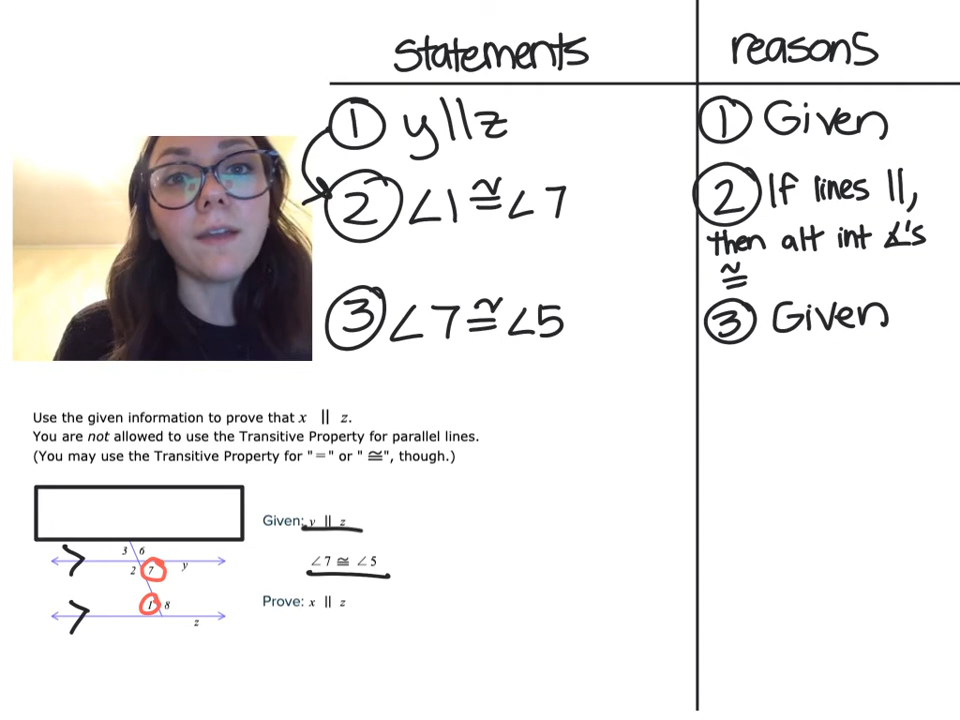 statements reasons
① y||z ① Given
② ∠1≅∠7 ② If lines ||,
then alt int ∡'s
≅
③ ∠7≅∠5 ③ Given
Use the given information to prove that x || z.
You are not allowed to use the Transitive Property for parallel lines.
(You may use the Transitive Property for "=" or " ≅", though.)
Given: y || z
3 6
∠7 ≅ ∠5
2 7 y
Prove: x || z
1 8
z